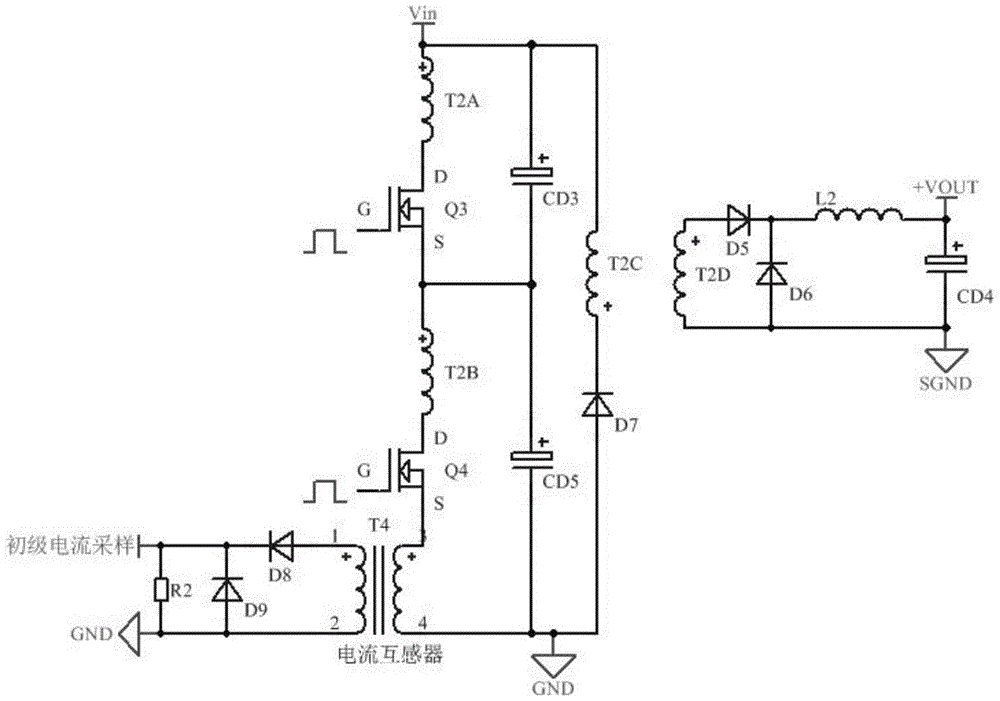 Vin
T2A
D
G
Q3
S
CD3
T2C
T2D
D5
L2
+VOUT
D6
CD4
SGND
T2B
D
G
Q4
S
CD5
D7
初级电流采样
R2
D9
D8
1
T4
3
GND
2
4
电流互感器
GND